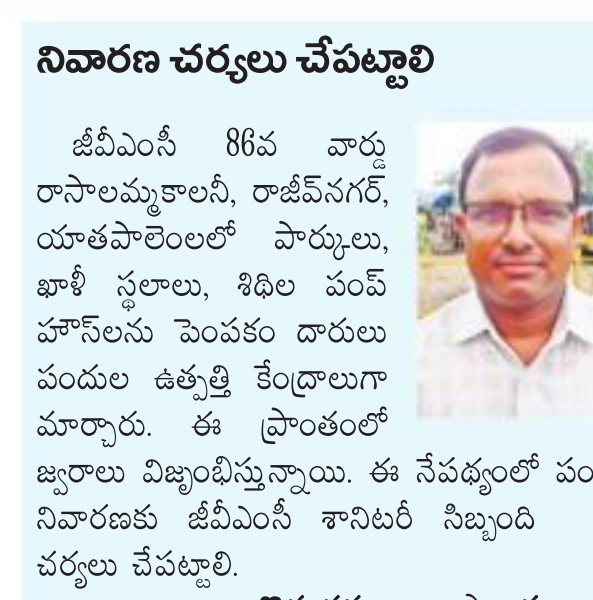 నివారణ చర్యలు చేపట్టాలి
జీవీఎంసీ 86వ వార్డు
రాసాలమ్మకాలనీ, రాజీవ్‌నగర్,
యాతపాలెంలలో పార్కులు,
ఖాళీ స్థలాలు, శిథిల పంప్
హౌస్‌లను పెంపకం దారులు
పందుల ఉత్పత్తి కేంద్రాలుగా
మార్చారు. ఈ ప్రాంతంలో
జ్వరాలు విజృంభిస్తున్నాయి. ఈ నేపథ్యంలో
నివారణకు జీవీఎంసీ శానిటరీ సిబ్బంది
చర్యలు చేపట్టాలి.